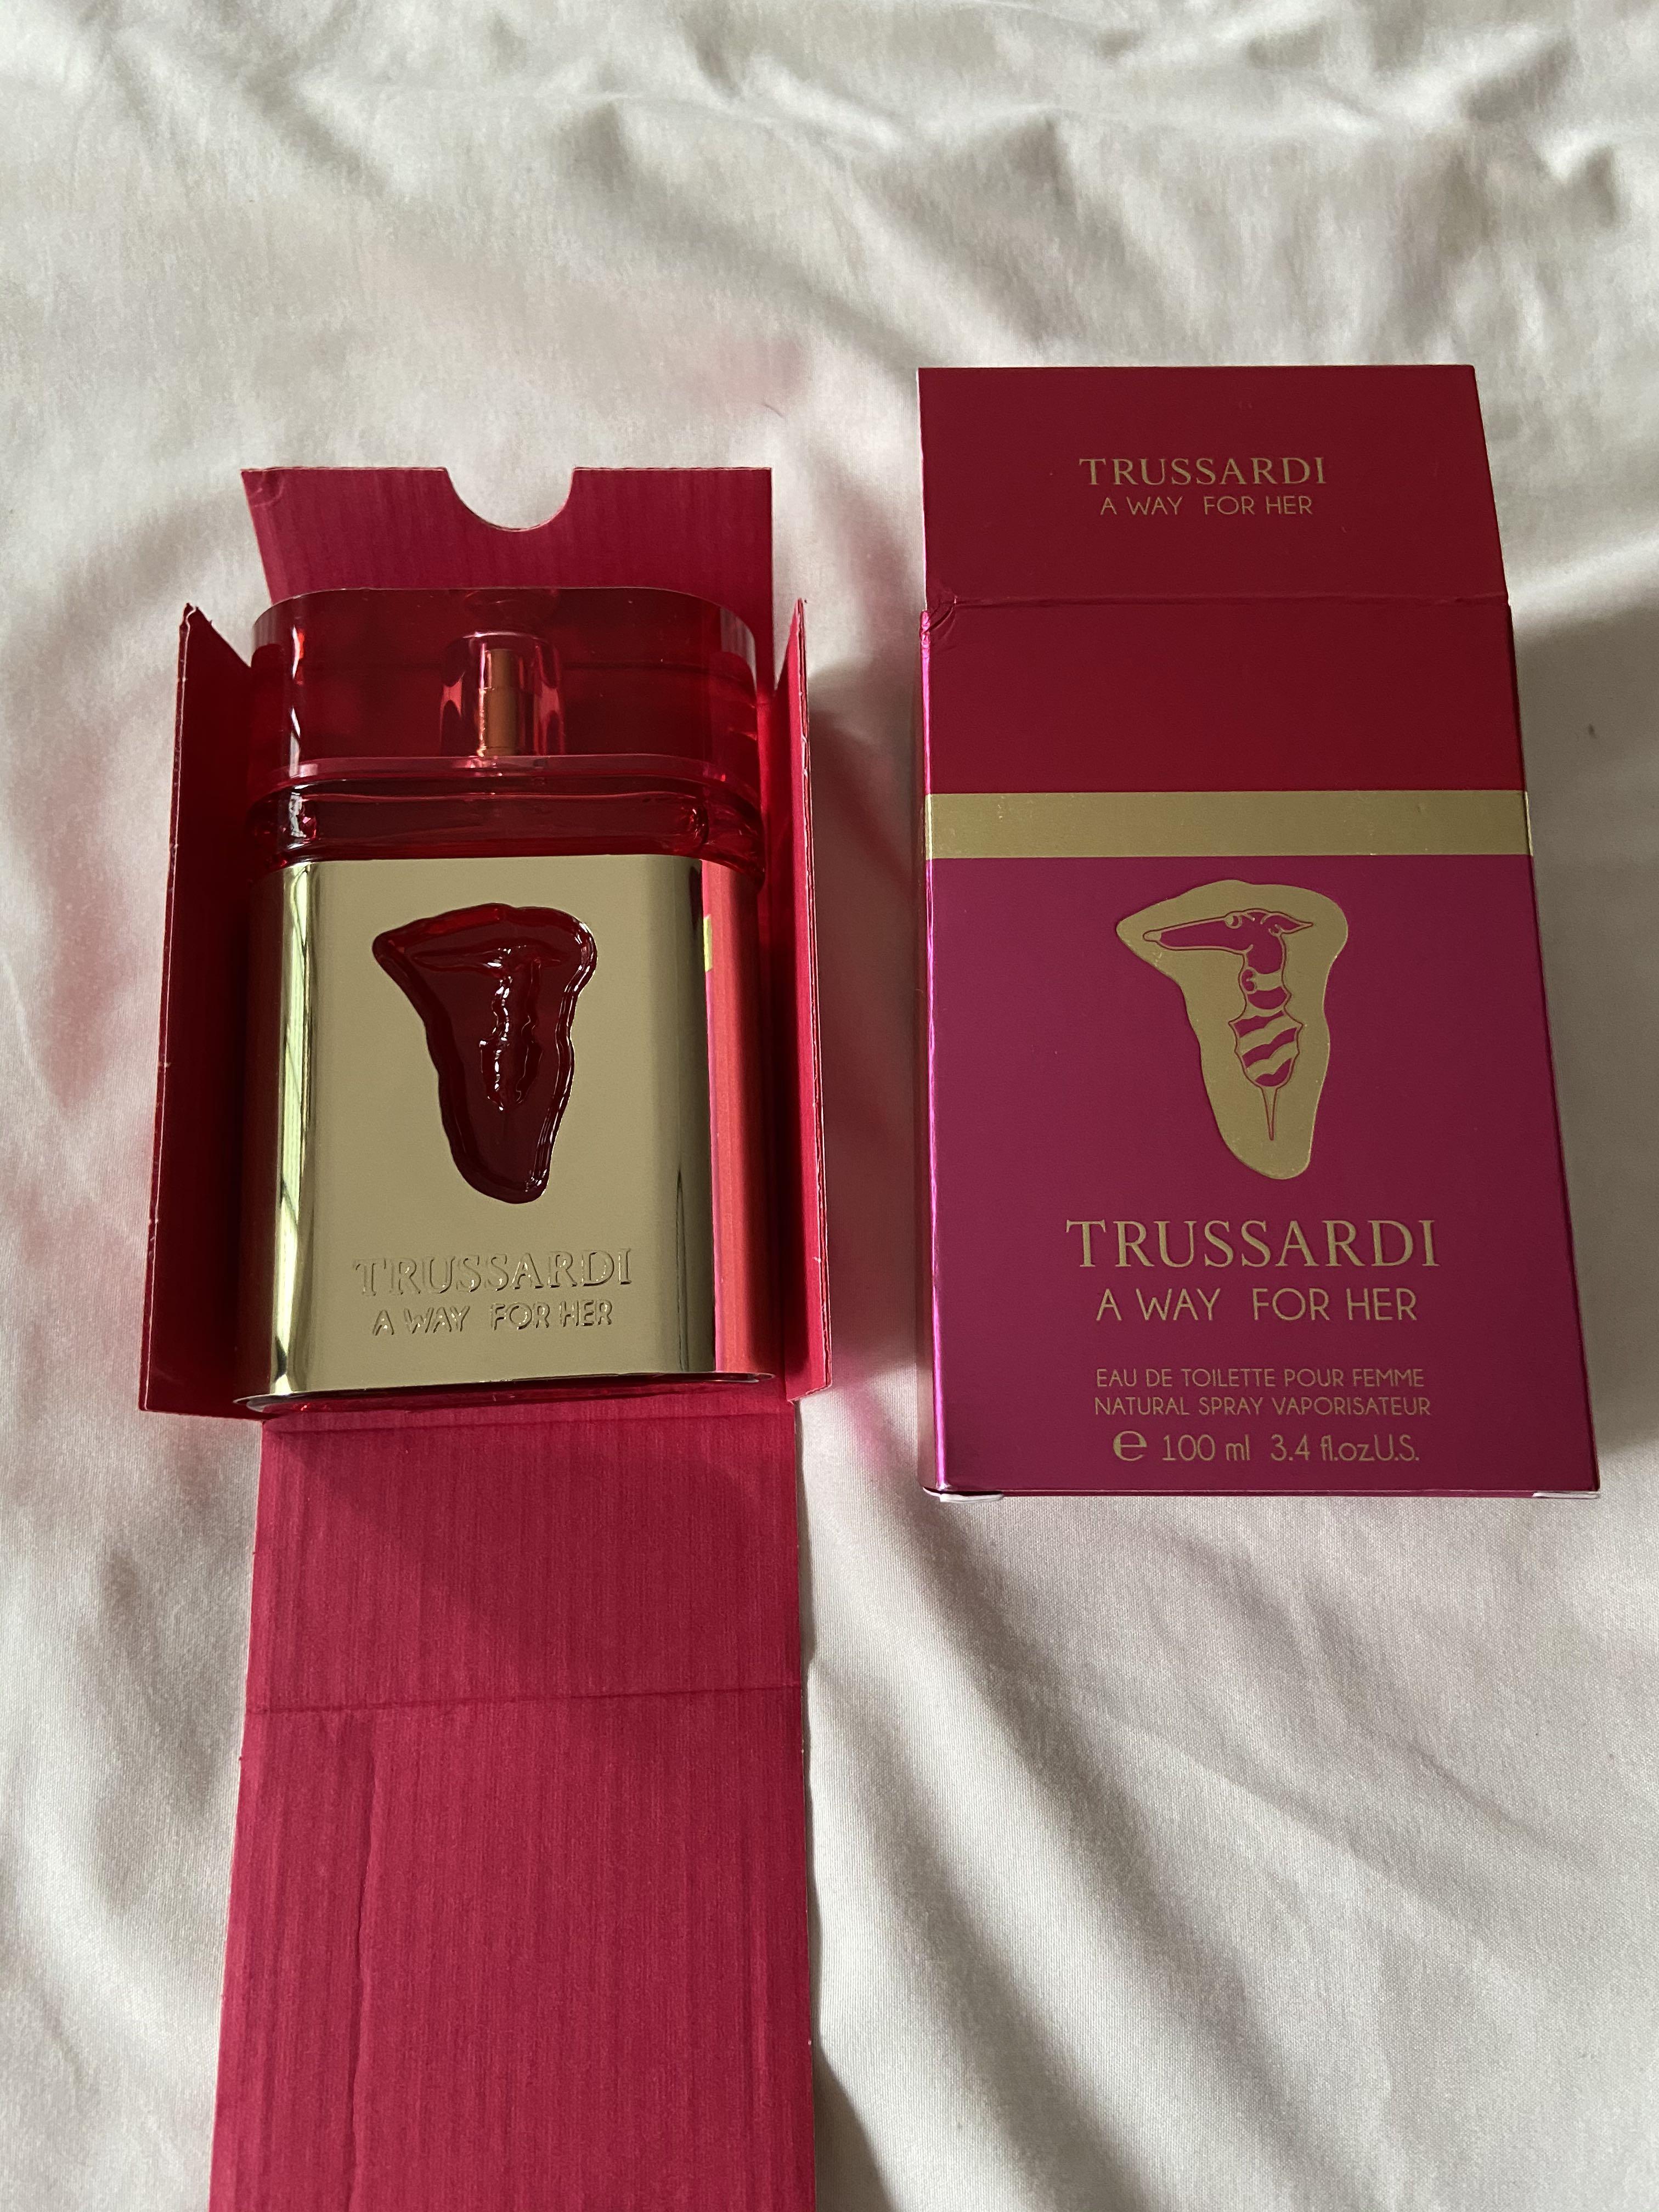 TRUSSARDI
A WAY FOR HER
TRUSSARDI
A WAY FOR HER
TRUSSARDI
A WAY FOR HER
EAU DE TOILETTE POUR FEMME
NATURAL SPRAY VAPORISATEUR
℮ 100 ml 3.4 fl.oz.U.S.